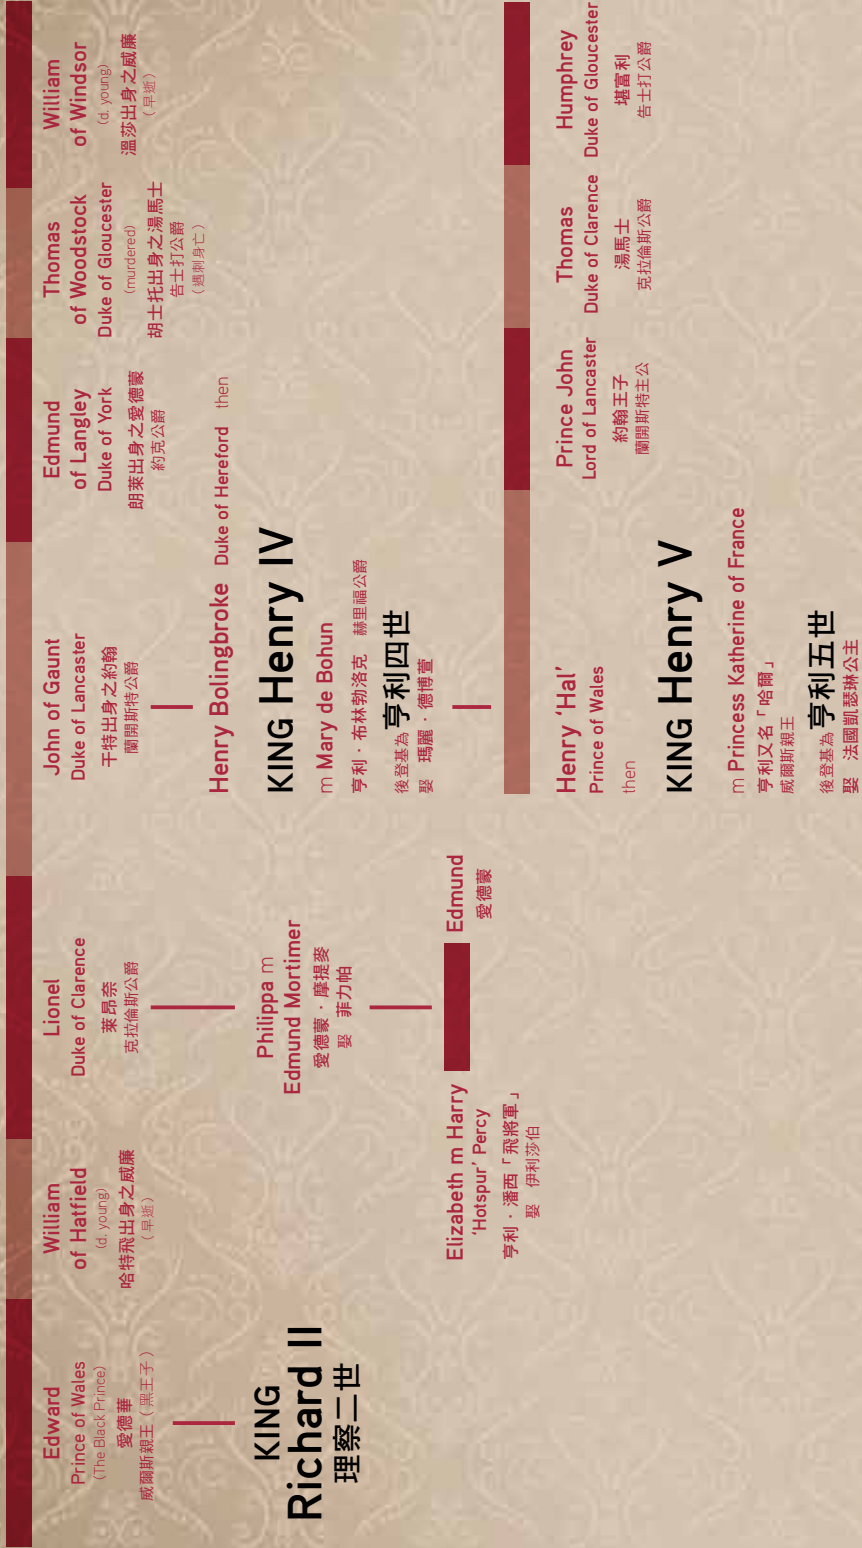 Edward
Prince of Wales
(The Black Prince)
愛德華
威爾斯親王（黑王子）
KING
Richard II
理察二世
William
of Hatfield
(d. young)
哈特飛出身之威廉
（早逝）
Lionel
Duke of Clarence
萊昂奈
克拉倫斯公爵
Philippa m
Edmund Mortimer
愛德蒙．摩提麥
娶 菲力帕
Elizabeth m Harry
‘Hotspur’ Percy
亨利．潘西「飛將軍」
娶 伊利莎伯
Edmund
愛德蒙
John of Gaunt
Duke of Lancaster
干特出身之約翰
蘭開斯特公爵
Henry Bolingbroke Duke of Hereford then
KING Henry IV
m Mary de Bohun
亨利．布林勃洛克 赫里福公爵
後登基為 亨利四世
娶 瑪麗．德博萱
Edmund
of Langley
Duke of York
朗萊出身之愛德蒙
約克公爵
Thomas
of Woodstock
Duke of Gloucester
(murdered)
胡士托出身之湯馬士
告士打公爵
（遇刺身亡）
William
of Windsor
(d. young)
溫莎出身之威廉
（早逝）
Henry ‘Hal’
Prince of Wales
then
KING Henry V
m Princess Katherine of France
亨利又名「哈爾」
威爾斯親王
後登基為 亨利五世
娶 法國凱瑟琳公主
Prince John
Lord of Lancaster
約翰王子
蘭開斯特主公
Thomas
Duke of Clarence
湯馬士
克拉倫斯公爵
Humphrey
Duke of Gloucester
堪富利
告士打公爵